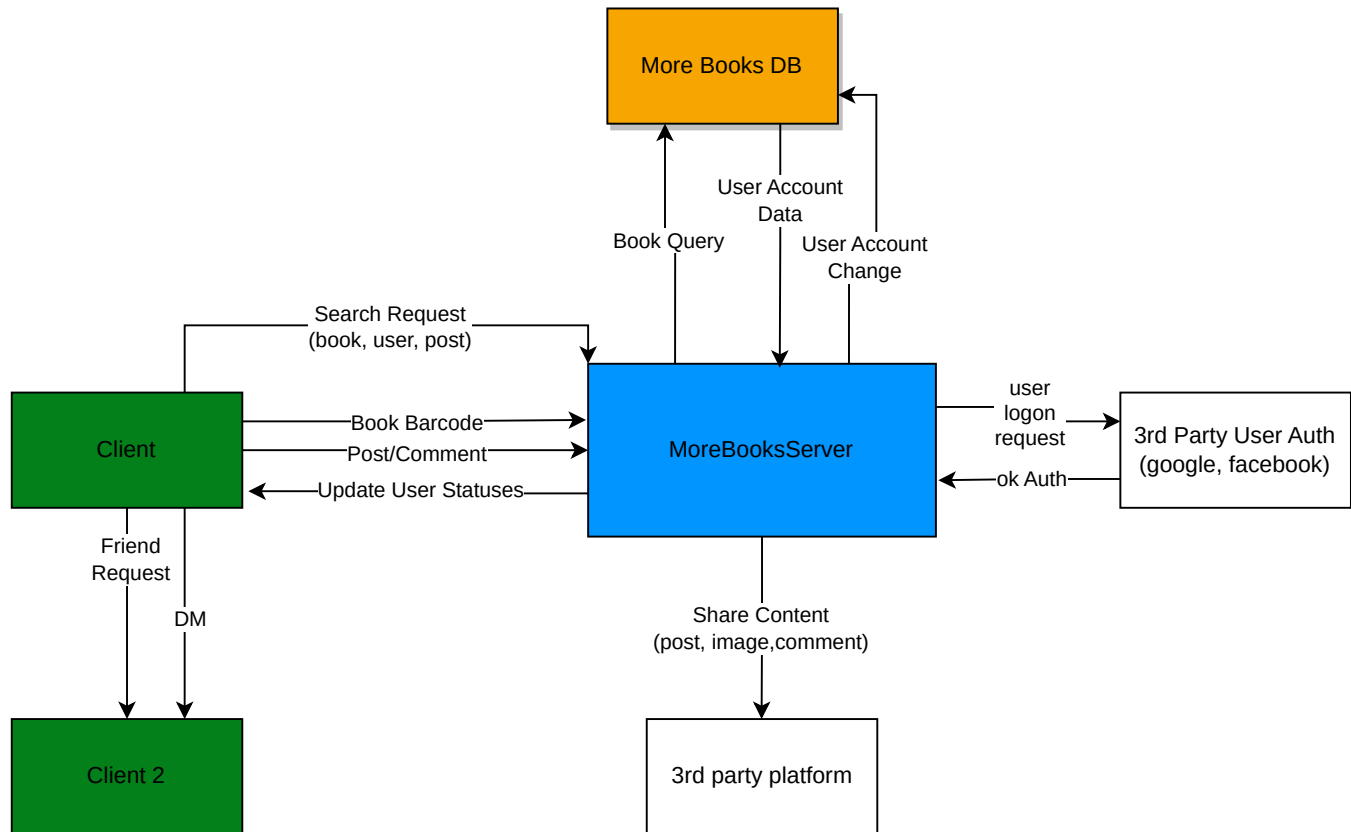 More Books DB
User Account
Data
Book Query
User Account
Change
Search Request
(book, user, post)
user
logon
request
Client
Book Barcode
Post/Comment
Update User Statuses
MoreBooksServer
3rd Party User Auth
(google, facebook)
ok Auth
Friend
Request
DM
Share Content
(post, image,comment)
Client 2
3rd party platform